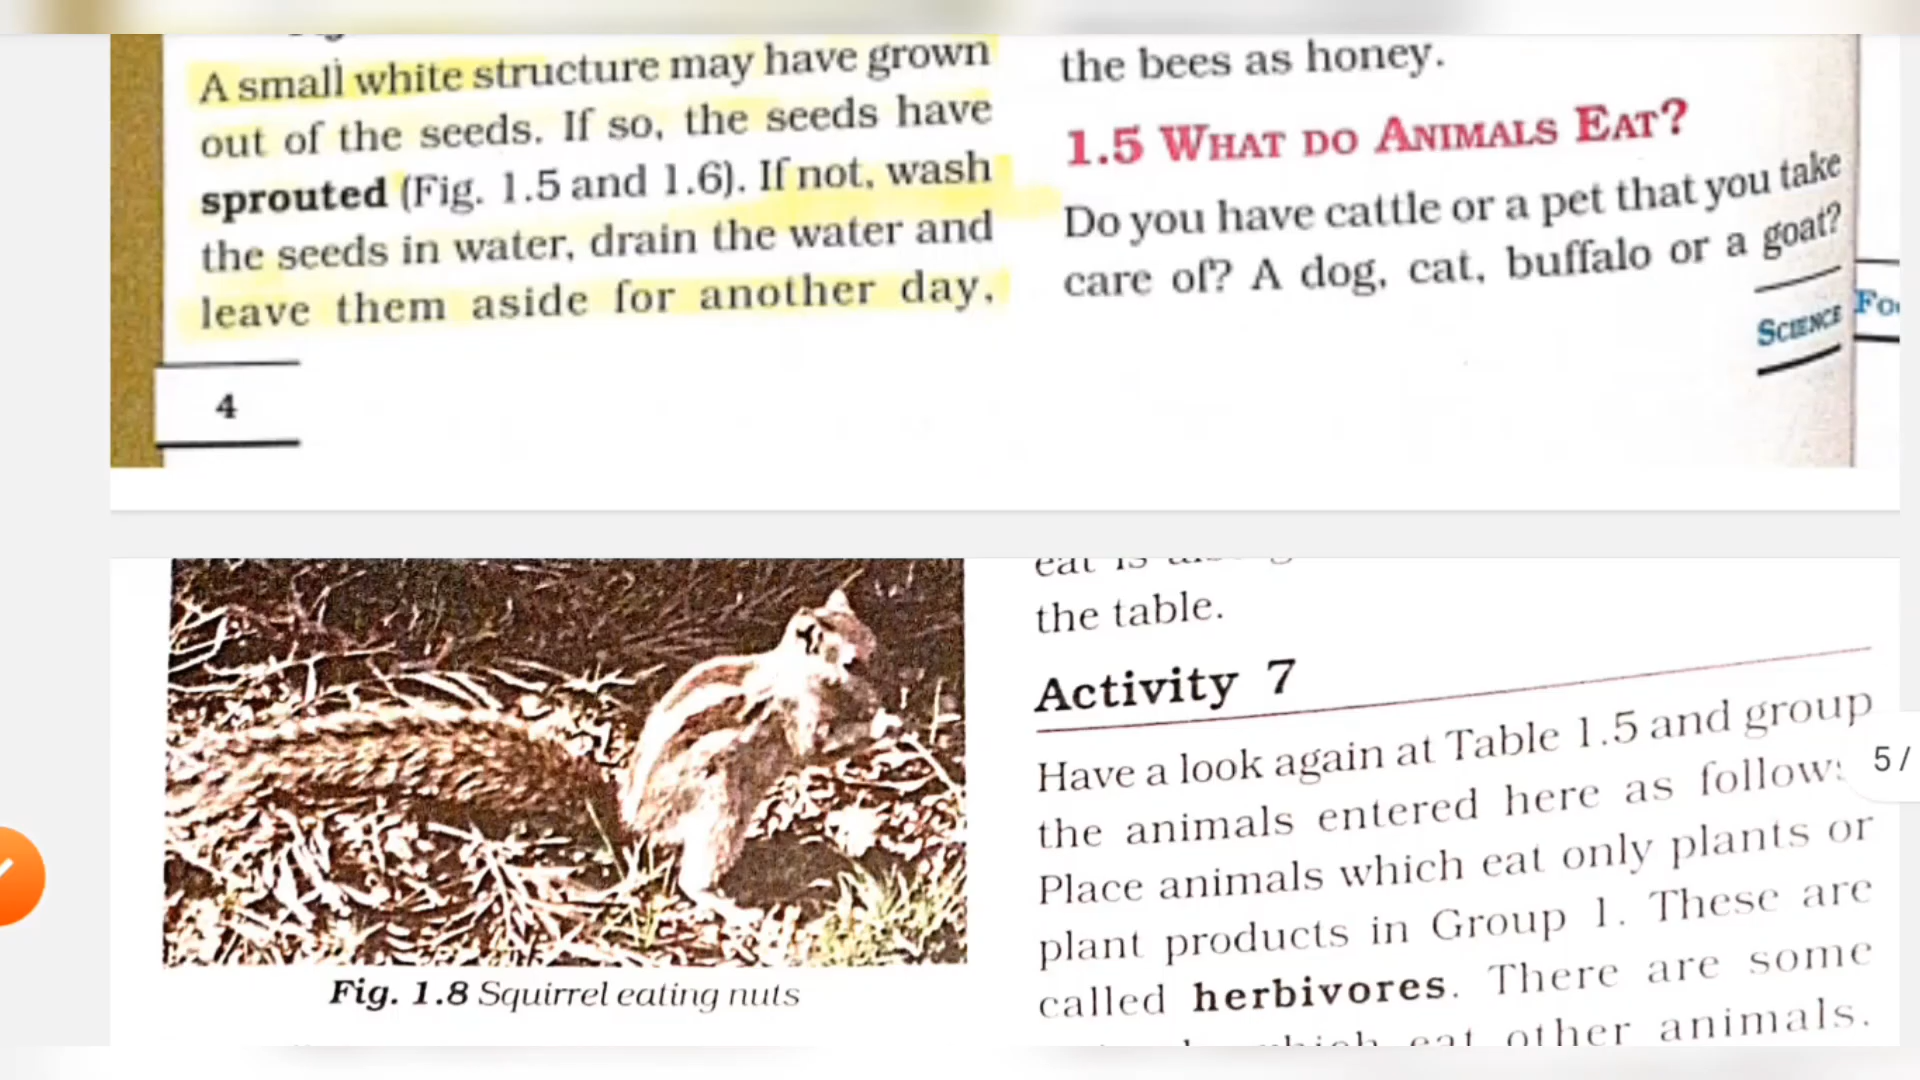 A small white structure may have grown
out of the seeds. If so, the seeds have
sprouted (Fig. 1.5 and 1.6). If not, wash
the seeds in water, drain the water and
leave them aside for another day,
4
the bees as honey.
1.5 WHAT DO ANIMALS EAT?
Do you have cattle or a pet that you take
care of? A dog, cat, buffalo or a goat?
SCIENCE
Fig. 1.8 Squirrel eating nuts
the table.
Activity 7
Have a look again at Table 1.5 and group
the animals entered here as
Place animals which eat only plants or
plant products in Group 1. These are
called herbivores. There are some
which eat other animals.
5 /